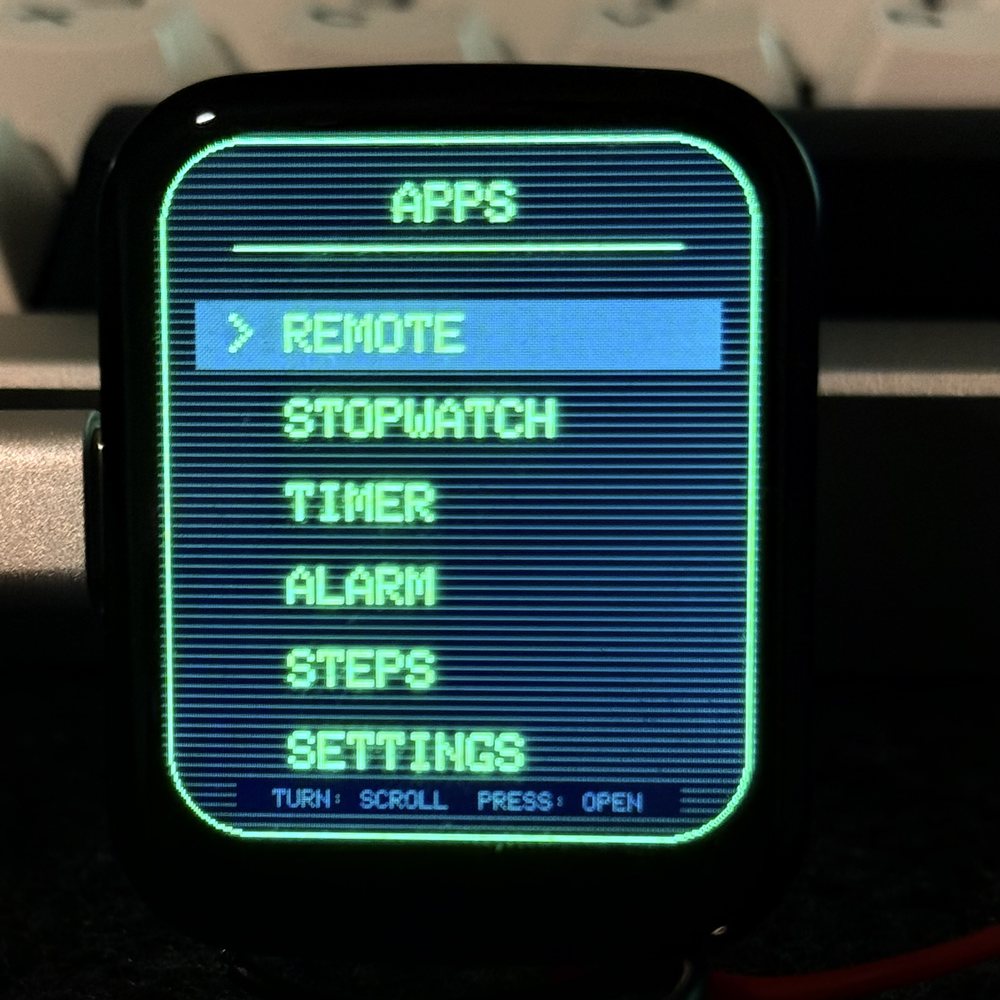 APPS
> REMOTE
STOPWATCH
TIMER
ALARM
STEPS
SETTINGS
TURN: SCROLL PRESS: OPEN